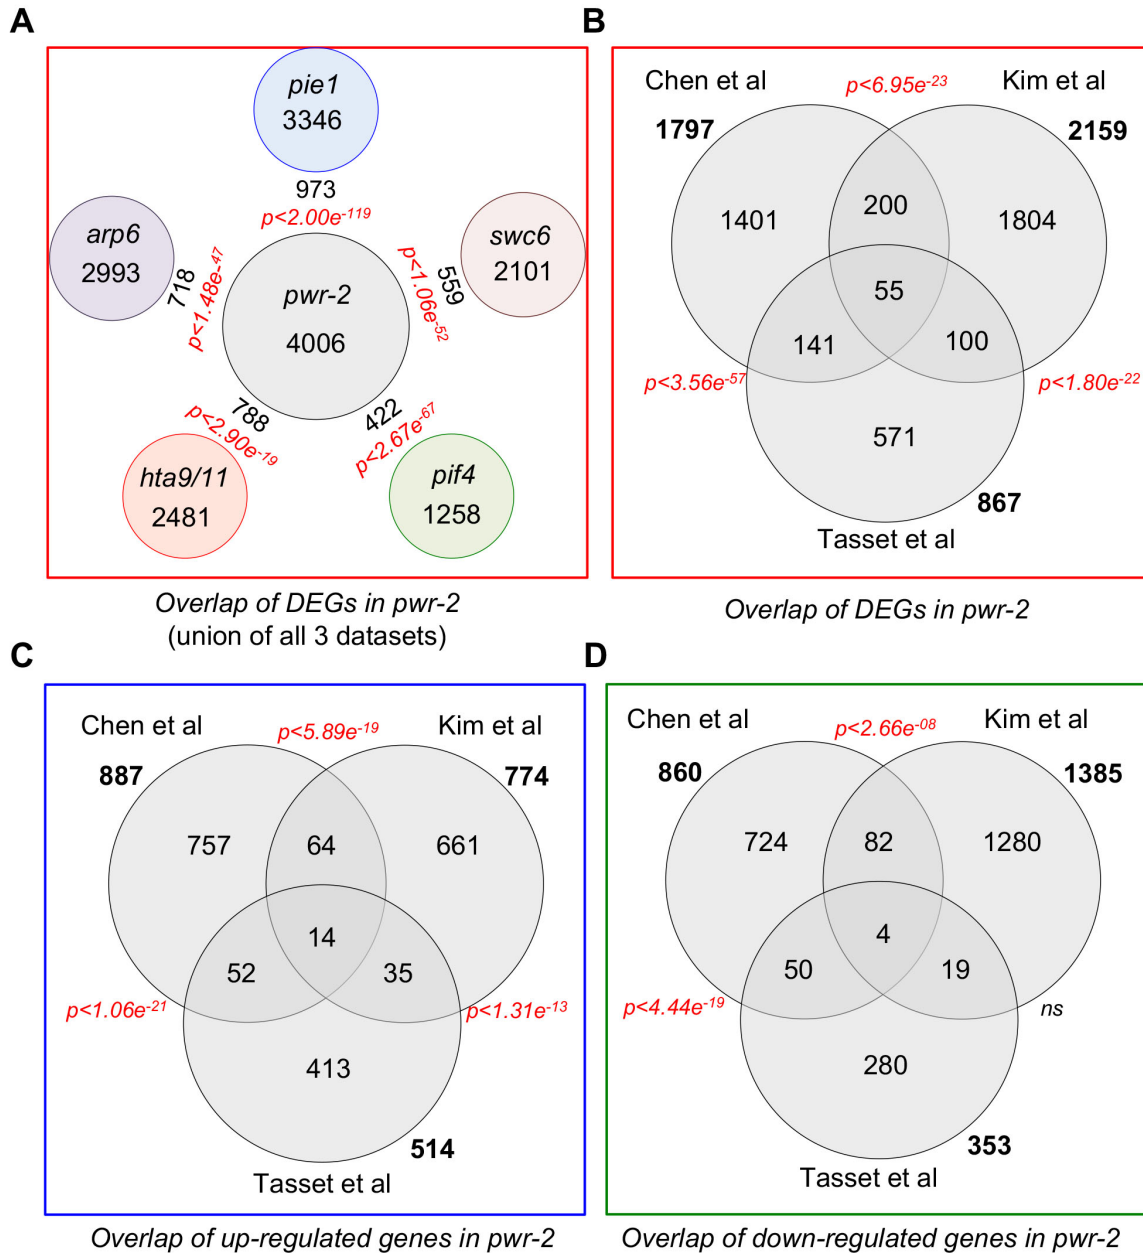 A
pie1
3346
973
p<2.00e-119
arp6
2993
718
p<1.48e-47
swc6
2101
559
p<1.06e-52
pwr-2
4006
788
p<2.90e-19
422
p<2.67e-67
hta9/11
2481
pif4
1258
Overlap of DEGs in pwr-2
(union of all 3 datasets)
B
Chen et al
p<6.95e-23
Kim et al
1797
2159
1401
200
1804
55
141
100
p<3.56e-57
p<1.80e-22
571
867
Tasset et al
Overlap of DEGs in pwr-2
C
Chen et al
p<5.89e-19
Kim et al
887
774
757
64
661
14
52
35
p<1.06e-21
p<1.31e-13
413
514
Tasset et al
Overlap of up-regulated genes in pwr-2
D
Chen et al
p<2.66e-08
Kim et al
860
1385
724
82
1280
4
50
19
p<4.44e-19
ns
280
353
Tasset et al
Overlap of down-regulated genes in pwr-2